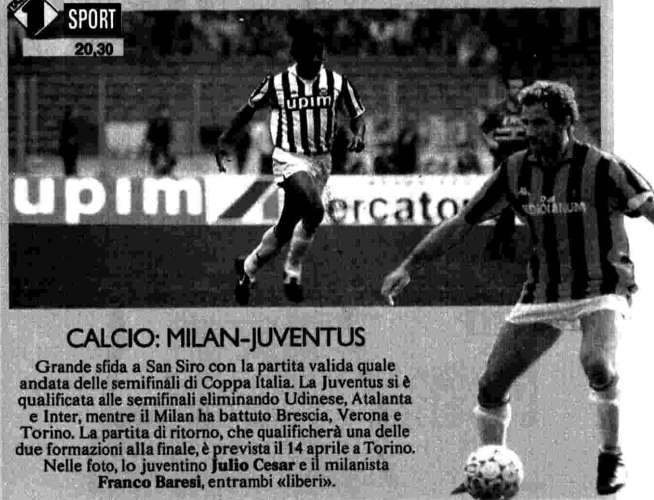 1 SPORT
20,30
upim
upim
ercator
MEDIOLANUM
CALCIO: MILAN-JUVENTUS
Grande sfida a San Siro con la partita valida quale
andata delle semifinali di Coppa Italia. La Juventus si è
qualificata alle semifinali eliminando Udinese, Atalanta
e Inter, mentre il Milan ha battuto Brescia, Verona e
Torino. La partita di ritorno, che qualificherà una delle
due formazioni alla finale, è prevista il 14 aprile a Torino.
Nelle foto, lo juventino Julio Cesar e il milanista
Franco Baresi, entrambi «liberi».